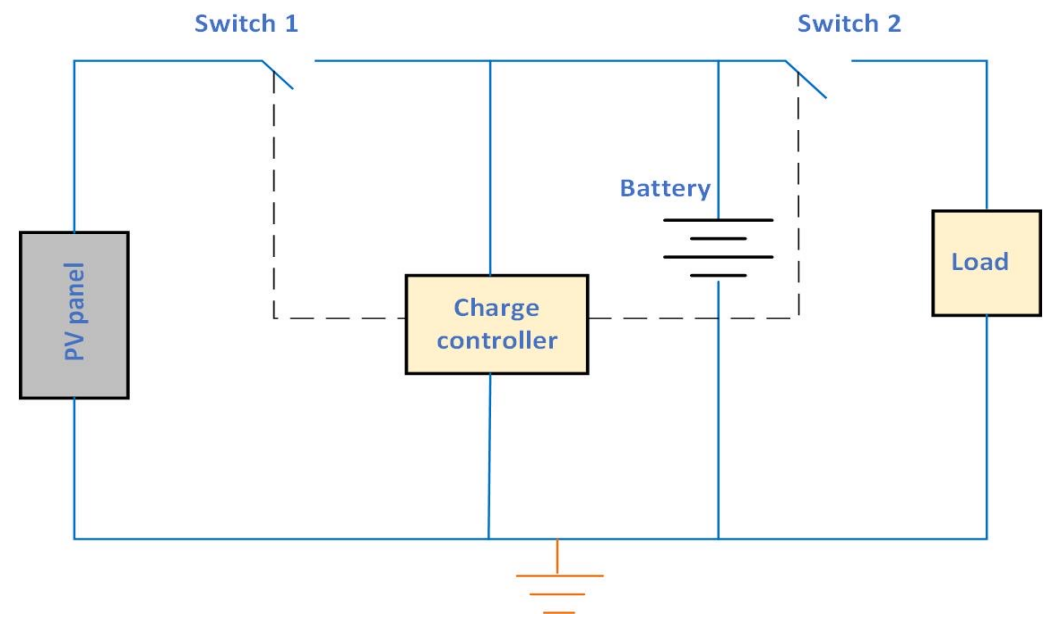 Switch 1
Switch 2
Battery
Load
PV panel
Charge
controller